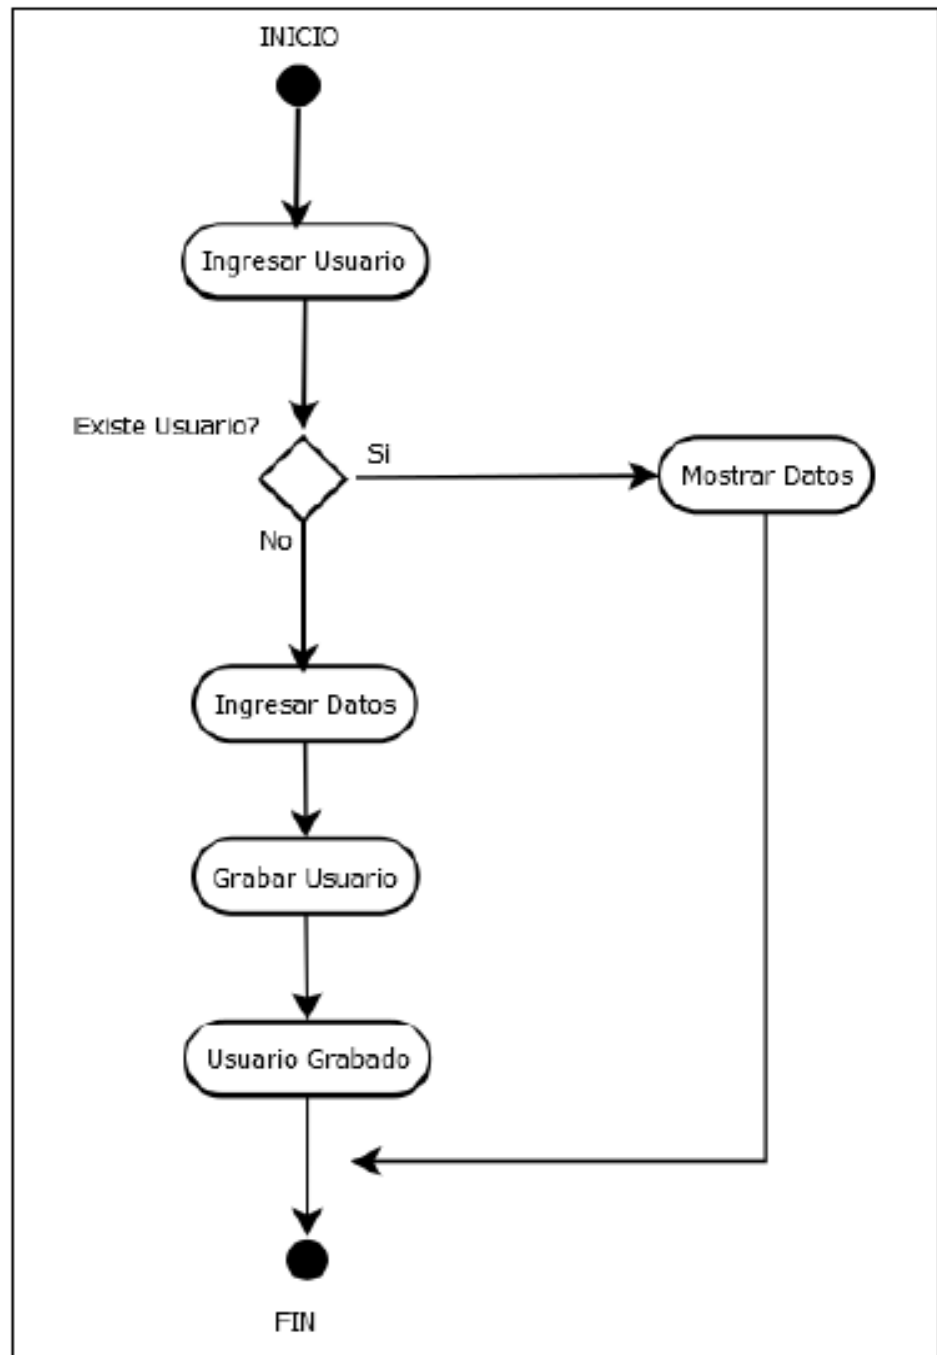 INICIO
Ingresar Usuario
Existe Usuario?
Si
Mostrar Datos
No
Ingresar Datos
Grabar Usuario
Usuario Grabado
FIN